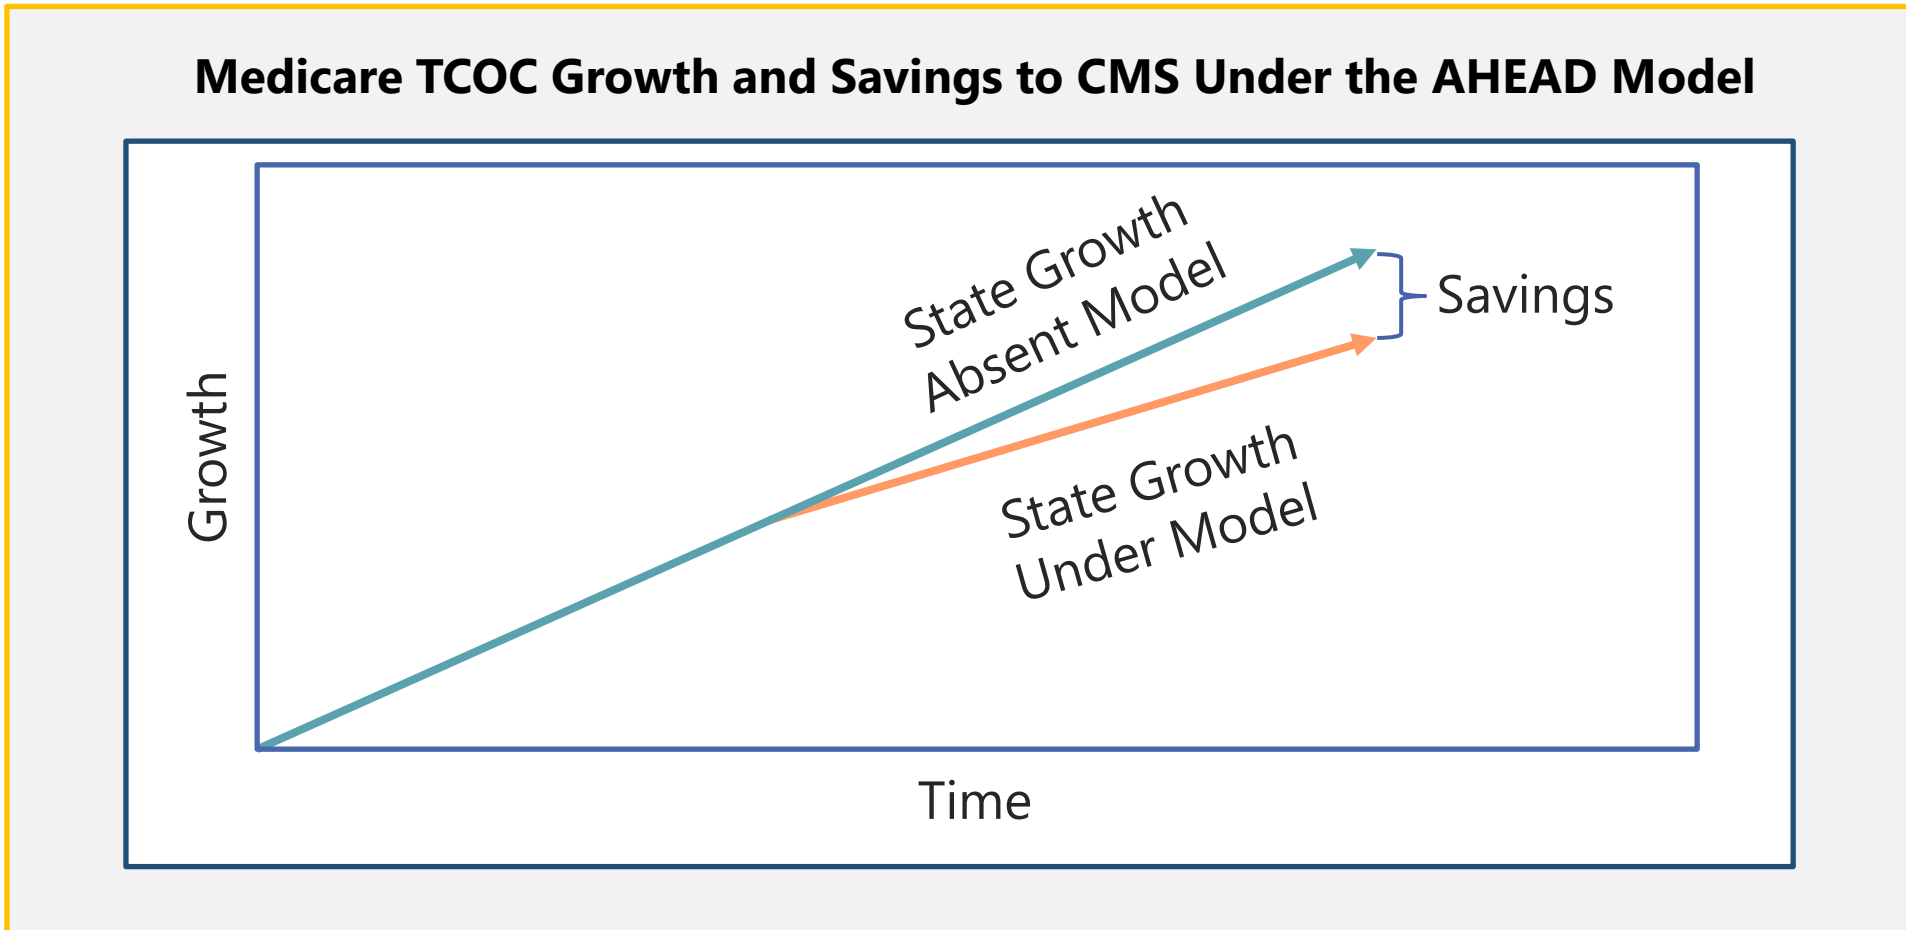 Medicare TCOC Growth and Savings to CMS Under the AHEAD Model
State Growth
Absent Model
Savings
State Growth
Under Model
Growth
Time